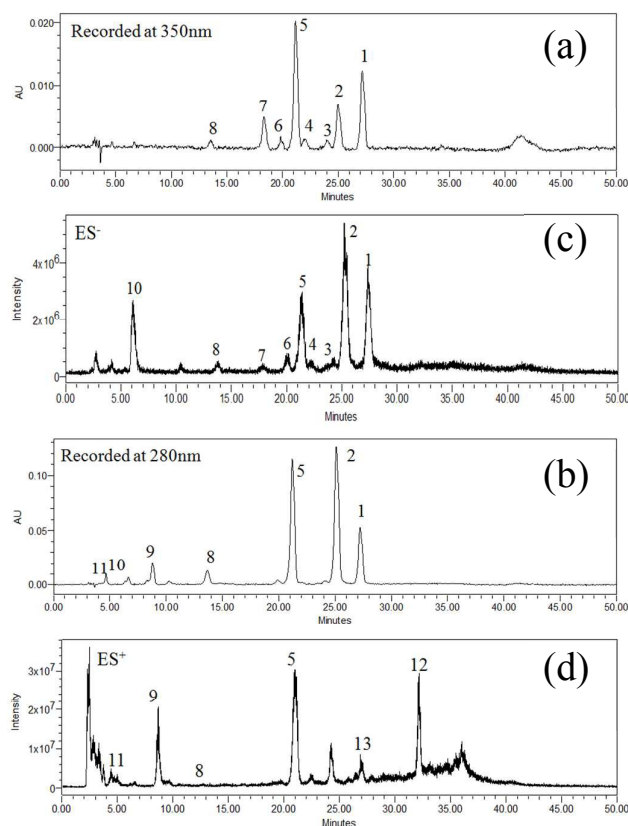 Recorded at 350nm
(a)
5
1
2
7
6
4
3
8
0.020
0.010
0.000
AU
0.00 5.00 10.00 15.00 20.00 25.00 30.00 35.00 40.00 45.00 50.00
Minutes
ES-
(c)
2
5
1
10
8
7
6
4
3
4x10⁶
2x10⁶
Intensity
0.00 5.00 10.00 15.00 20.00 25.00 30.00 35.00 40.00 45.00 50.00
Minutes
Recorded at 280nm
(b)
5
2
1
9
8
11 10
0.10
0.05
0.00
AU
0.00 5.00 10.00 15.00 20.00 25.00 30.00 35.00 40.00 45.00 50.00
Minutes
ES+
(d)
5
12
9
13
11
8
3x10⁷
2x10⁷
1x10⁷
0
Intensity
0.00 5.00 10.00 15.00 20.00 25.00 30.00 35.00 40.00 45.00 50.00
Minutes